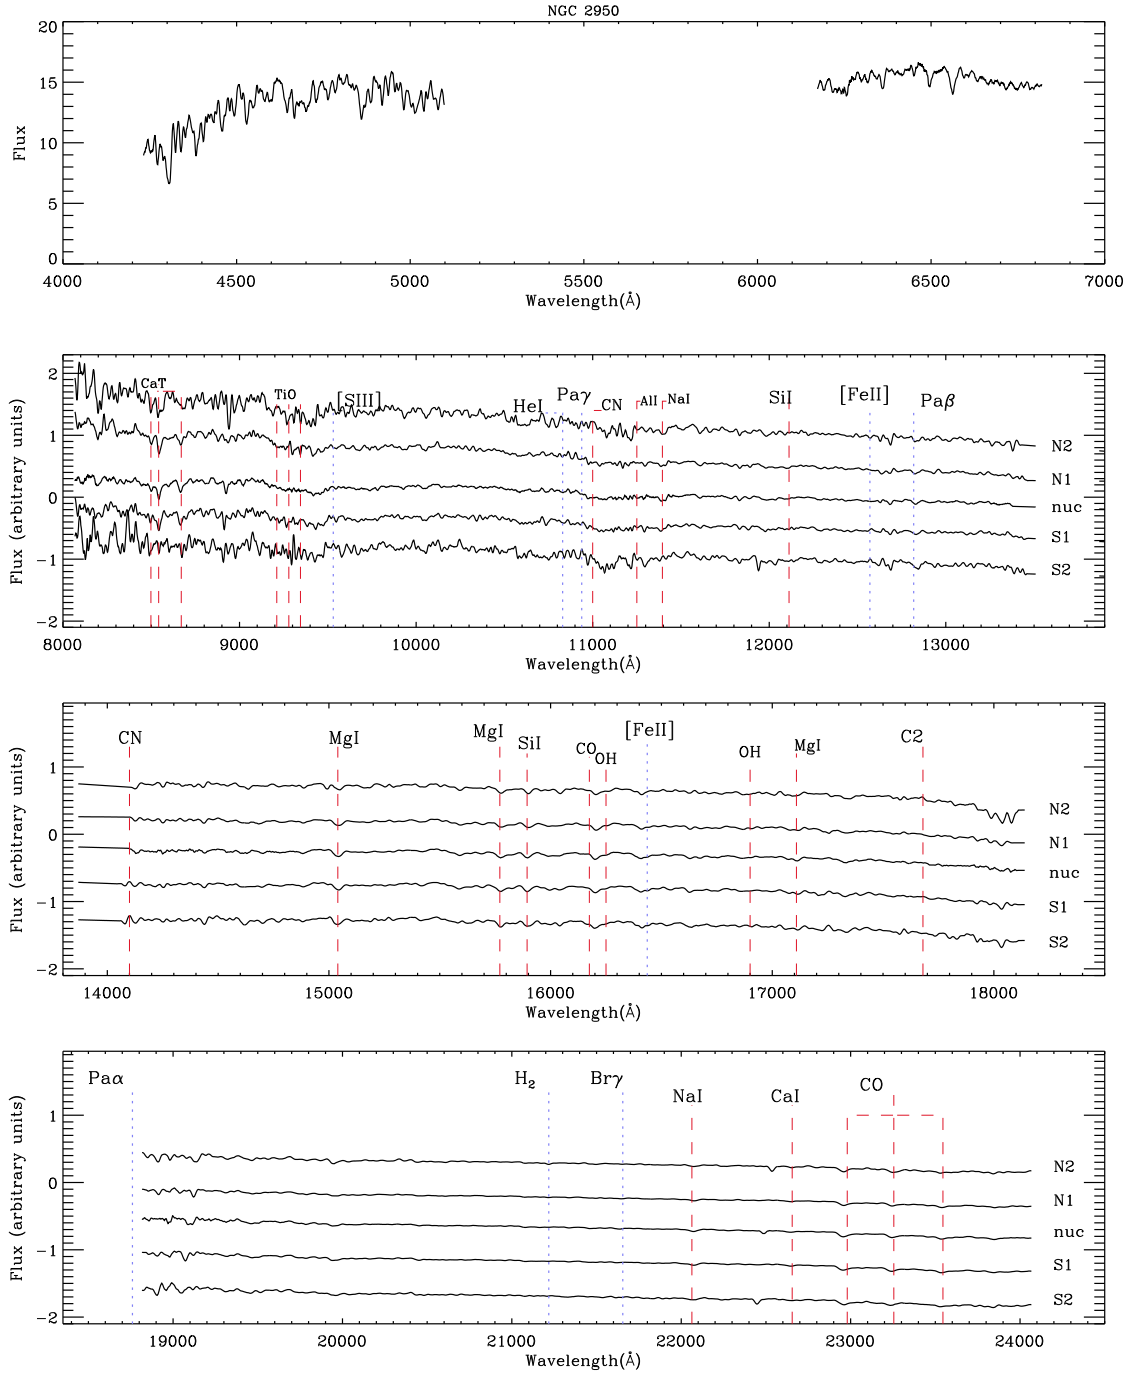 NGC 2950
20
15
10
5
0
Flux
4000 4500 5000 5500 6000 6500 7000
Wavelength(Å)
2
1
0
−1
−2
Flux (arbitrary units)
CaT
TiO
[SIII]
HeI
Paγ
CN
AlI
NaI
SiI
[FeII]
Paβ
N2
N1
nuc
S1
S2
8000 9000 10000 11000 12000 13000
Wavelength(Å)
1
0
−1
−2
Flux (arbitrary units)
CN
MgI
MgI
SiI
CO
OH
[FeII]
OH
MgI
C2
N2
N1
nuc
S1
S2
14000 15000 16000 17000 18000
Wavelength(Å)
1
0
−1
−2
Flux (arbitrary units)
Paα
H₂
Brγ
NaI
CaI
CO
N2
N1
nuc
S1
S2
19000 20000 21000 22000 23000 24000
Wavelength(Å)